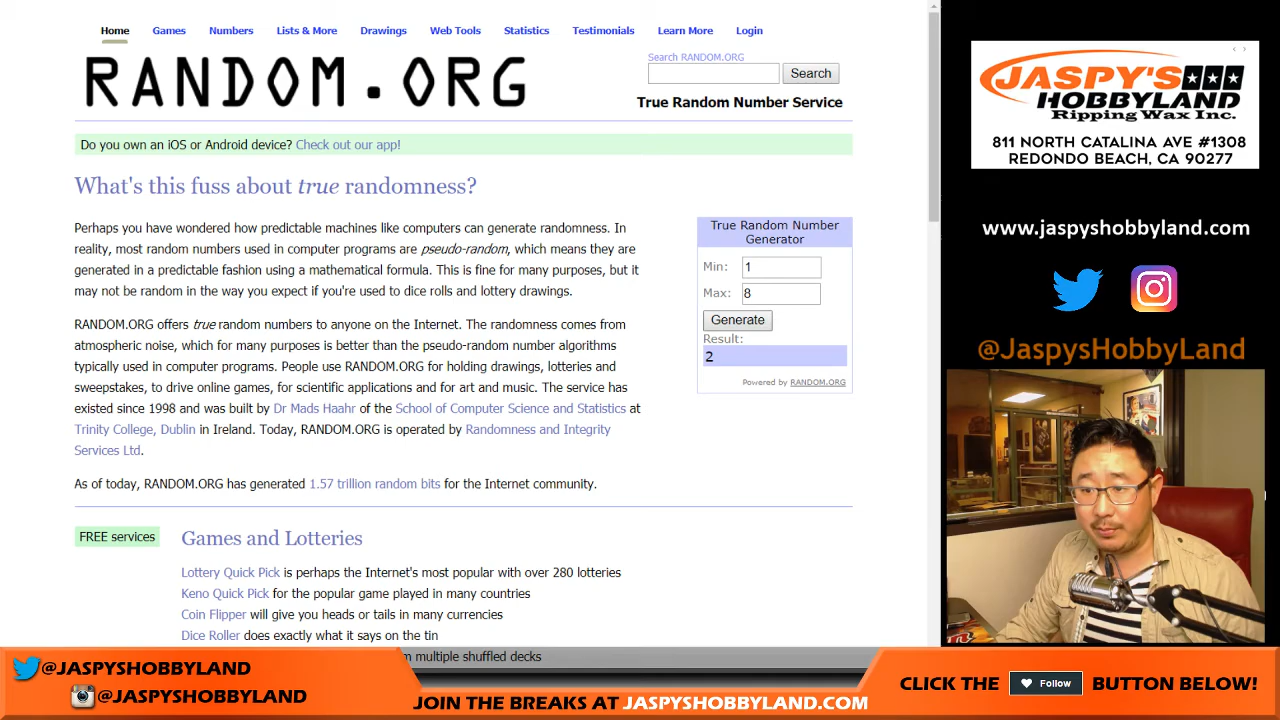 Home Games Numbers Lists & More Drawings Web Tools Statistics Testimonials Learn More Login
RANDOM.ORG
Search RANDOM.ORG
Search
True Random Number Service
Do you own an iOS or Android device? Check out our app!
What's this fuss about true randomness?
Perhaps you have wondered how predictable machines like computers can generate randomness. In
reality, most random numbers used in computer programs are pseudo-random, which means they are
generated in a predictable fashion using a mathematical formula. This is fine for many purposes, but it
may not be random in the way you expect if you're used to dice rolls and lottery drawings.
RANDOM.ORG offers true random numbers to anyone on the Internet. The randomness comes from
atmospheric noise, which for many purposes is better than the pseudo-random number algorithms
typically used in computer programs. People use RANDOM.ORG for holding drawings, lotteries and
sweepstakes, to drive online games, for scientific applications and for art and music. The service has
existed since 1998 and was built by Dr Mads Haahr of the School of Computer Science and Statistics at
Trinity College, Dublin in Ireland. Today, RANDOM.ORG is operated by Randomness and Integrity
Services Ltd.
As of today, RANDOM.ORG has generated 1.57 trillion random bits for the Internet community.
True Random Number
Generator
Min: 1
Max: 8
Generate
Result:
2
Powered by RANDOM.ORG
FREE services
Games and Lotteries
Lottery Quick Pick is perhaps the Internet's most popular with over 280 lotteries
Keno Quick Pick for the popular game played in many countries
Coin Flipper will give you heads or tails in many currencies
Dice Roller does exactly what it says on the tin
multiple shuffled decks
JASPY'S
HOBBYLAND
Ripping Wax Inc.
811 NORTH CATALINA AVE #1308
REDONDO BEACH, CA 90277
www.jaspyshobbyland.com
@JaspysHobbyLand
@JASPYSHOBBYLAND
@JASPYSHOBBYLAND
JOIN THE BREAKS AT JASPYSHOBBYLAND.COM
CLICK THE Follow BUTTON BELOW!